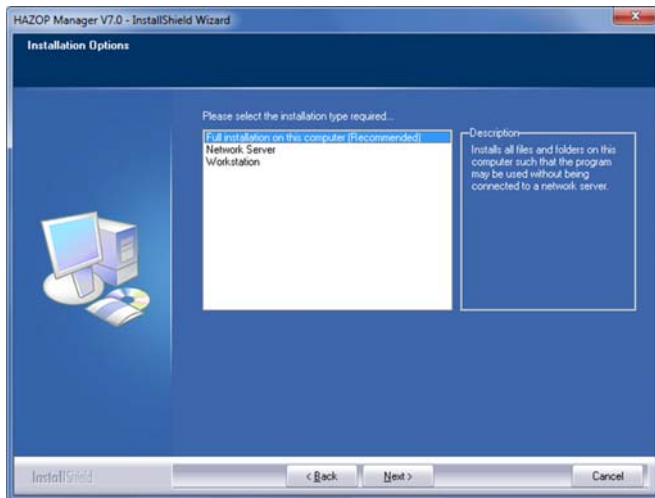 HAZOP Manager V7.0 - InstallShield Wizard
Installation Options
Please select the installation type required...
Full installation on this computer (Recommended)
Network Server
Workstation
Description
Installs all files and folders on this
computer such that the program
may be used without being
connected to a network server.
InstallShield
< Back
Next >
Cancel